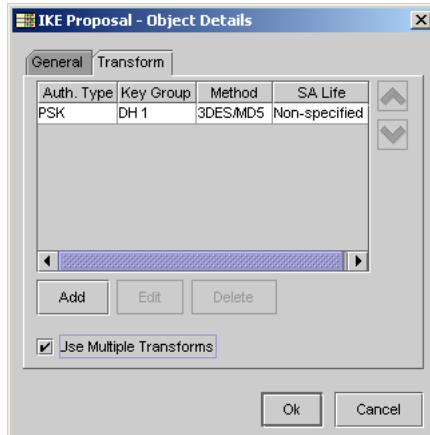 IKE Proposal - Object Details
General Transform
Auth. Type Key Group Method SA Life
PSK DH 1 3DES/MD5 Non-specified
Add Edit Delete
Use Multiple Transforms
Ok Cancel